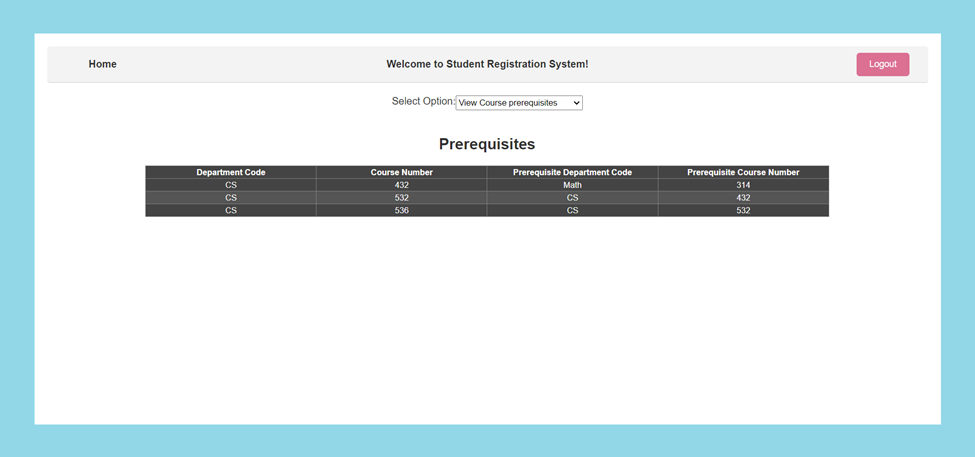 Home Welcome to Student Registration System! Logout
Select Option: View Course prerequisites
Prerequisites
Department Code Course Number Prerequisite Department Code Prerequisite Course Number
CS 432 Math 314
CS 532 CS 432
CS 536 CS 532